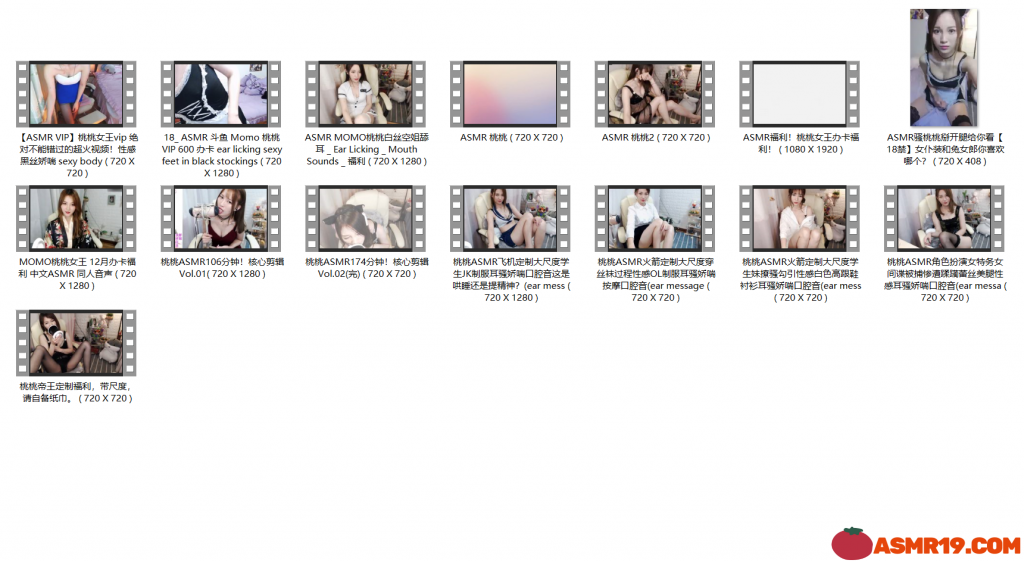 【ASMR VIP】桃桃女王vip 绝
对不能错过的超火视频！性感
黑丝娇喘 sexy body ( 720 X
720 )
18_ ASMR 斗鱼 Momo 桃桃
VIP 600 办卡 ear licking sexy
feet in black stockings ( 720
X 1280 )
ASMR MOMO桃桃白丝空姐舔
耳 _ Ear Licking _ Mouth
Sounds _ 福利 ( 720 X 1280 )
ASMR 桃桃 ( 720 X 720 )
ASMR 桃桃2 ( 720 X 720 )
ASMR福利！桃桃女王办卡福
利！ ( 1080 X 1920 )
ASMR骚桃桃掰开腿给你看【
18禁】女仆装和兔女郎你喜欢
哪个？ ( 720 X 408 )
MOMO桃桃女王 12月办卡福
利 中文ASMR 同人音声 ( 720
X 1280 )
桃桃ASMR106分钟！核心剪辑
Vol.01( 720 X 1280 )
桃桃ASMR174分钟！核心剪辑
Vol.02(完) ( 720 X 720 )
桃桃ASMR飞机定制大尺度学
生JK制服耳骚娇喘口腔音这是
哄睡还是提精神？(ear mess (
720 X 1280 )
桃桃ASMR火箭定制大尺度穿
丝袜过程性感OL制服耳骚娇喘
按摩口腔音(ear message (
720 X 720 )
桃桃ASMR火箭定制大尺度学
生妹撩骚勾引性感白色高跟鞋
衬衫耳骚娇喘口腔音(ear mess
( 720 X 1280 )
桃桃ASMR角色扮演女特务女
间谍被捕惨遭蹂躏蕾丝美腿性
感耳骚娇喘口腔音(ear messa (
720 X 1280 )
桃桃帝王定制福利，带尺度，
请自备纸巾。 ( 720 X 720 )
ASMR19.COM